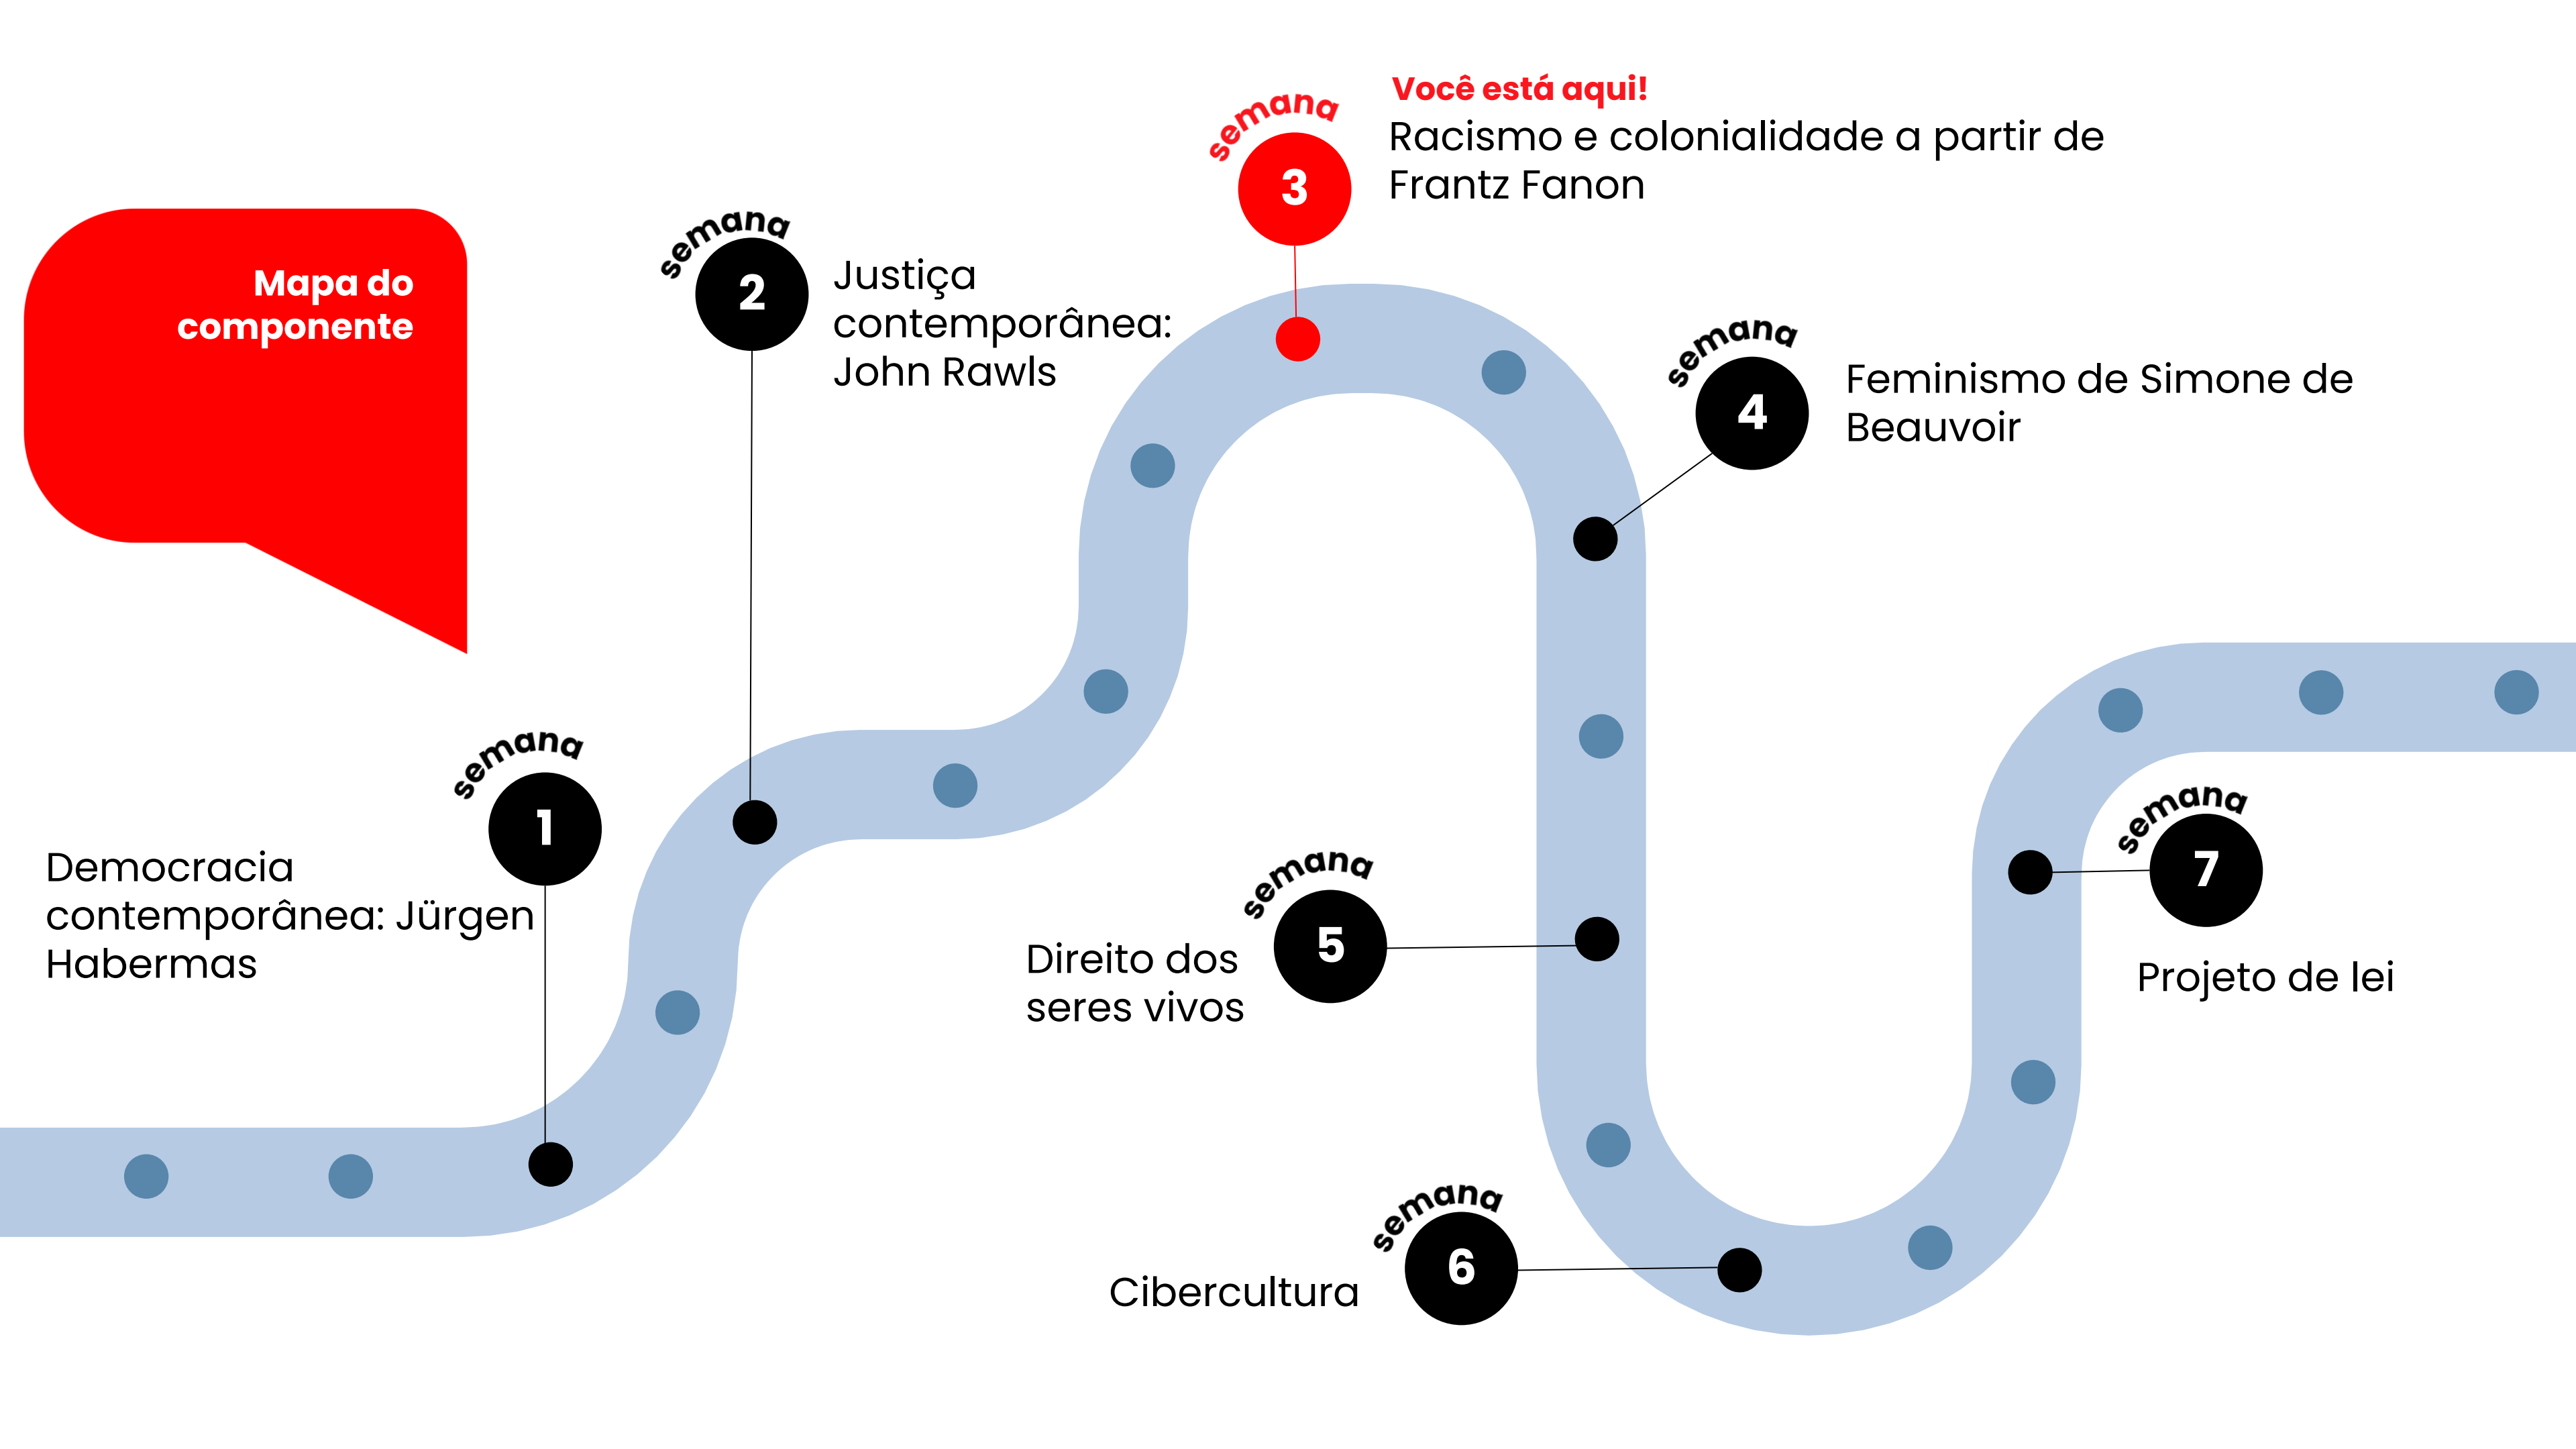 Mapa do
componente
semana
1
Democracia
contemporânea: Jürgen
Habermas
semana
2
Justiça
contemporânea:
John Rawls
semana
3
Você está aqui!
Racismo e colonialidade a partir de
Frantz Fanon
semana
4
Feminismo de Simone de
Beauvoir
semana
5
Direito dos
seres vivos
semana
6
Cibercultura
semana
7
Projeto de lei